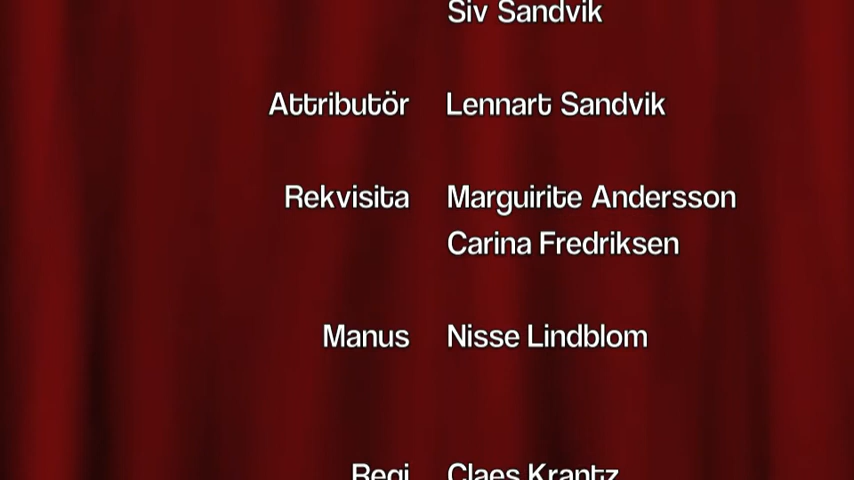 Siv Sandvik
Attributör Lennart Sandvik
Rekvisita Marguirite Andersson
Carina Fredriksen
Manus Nisse Lindblom
Regi Claes Krantz